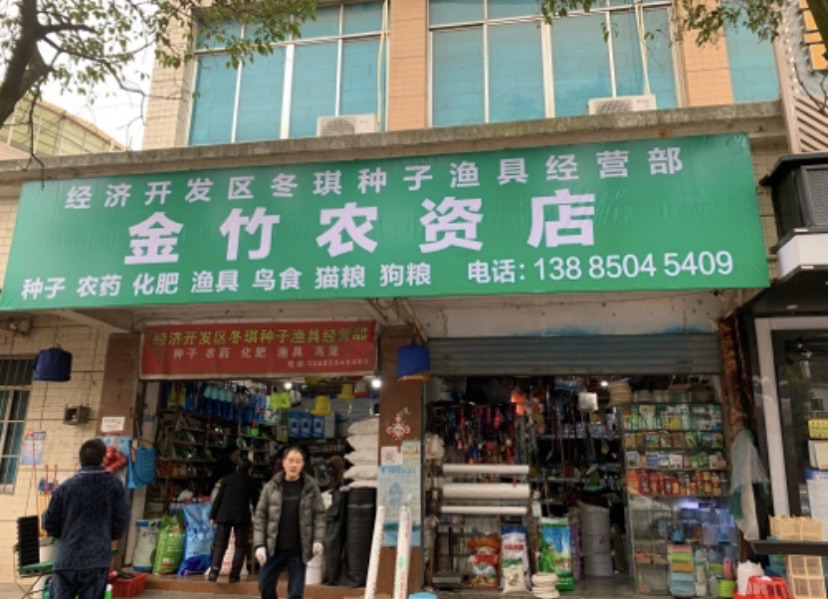 经济开发区冬琪种子渔具经营部
金竹农资店
种子 农药 化肥 渔具 鸟食 猫粮 狗粮 电话:138 8504 5409
经济开发区冬琪种子渔具经营部
种子 农药 化肥 渔具 鸟笼